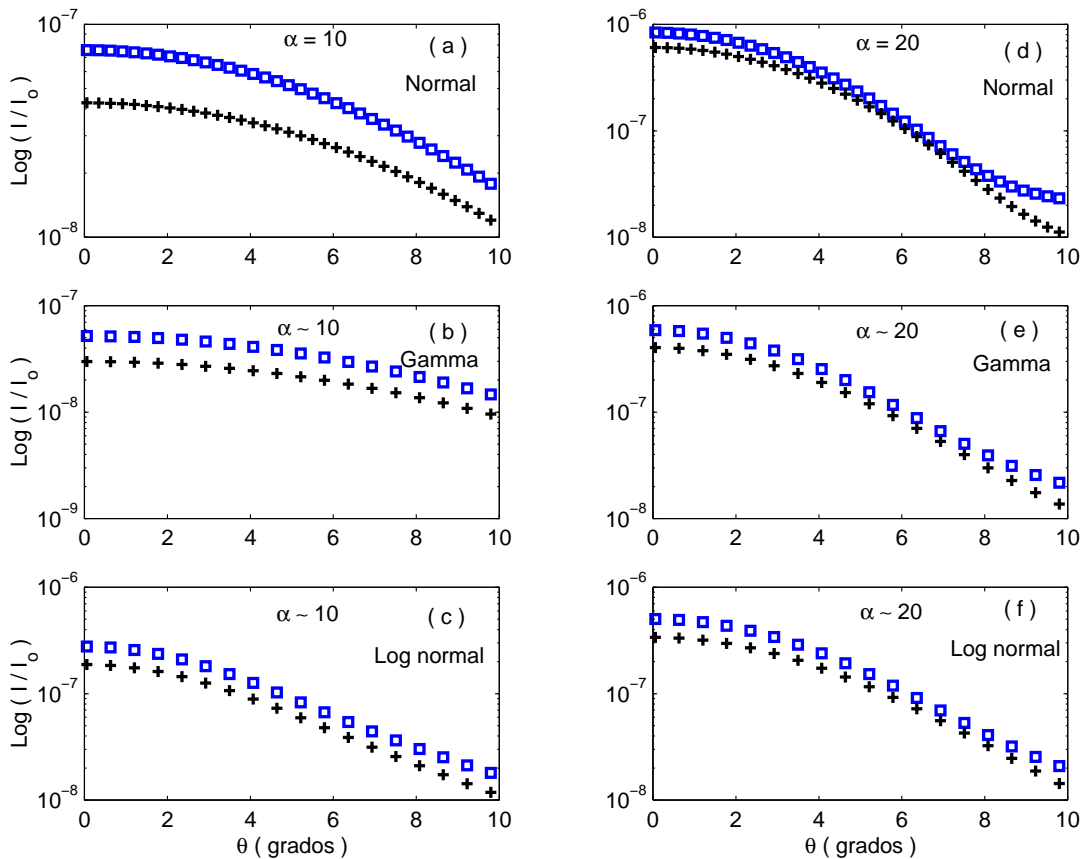 10⁻⁷
10⁻⁸
0 2 4 6 8 10
Log ( I / I₀ )
α = 10
( a )
Normal
10⁻⁶
10⁻⁷
10⁻⁸
0 2 4 6 8 10
α = 20
( d )
Normal
10⁻⁷
10⁻⁸
10⁻⁹
0 2 4 6 8 10
Log ( I / I₀ )
α ~ 10
( b )
Gamma
10⁻⁶
10⁻⁷
10⁻⁸
0 2 4 6 8 10
α ~ 20
( e )
Gamma
10⁻⁶
10⁻⁷
10⁻⁸
0 2 4 6 8 10
Log ( I / I₀ )
α ~ 10
( c )
Log normal
θ ( grados )
10⁻⁶
10⁻⁷
10⁻⁸
0 2 4 6 8 10
α ~ 20
( f )
Log normal
θ ( grados )